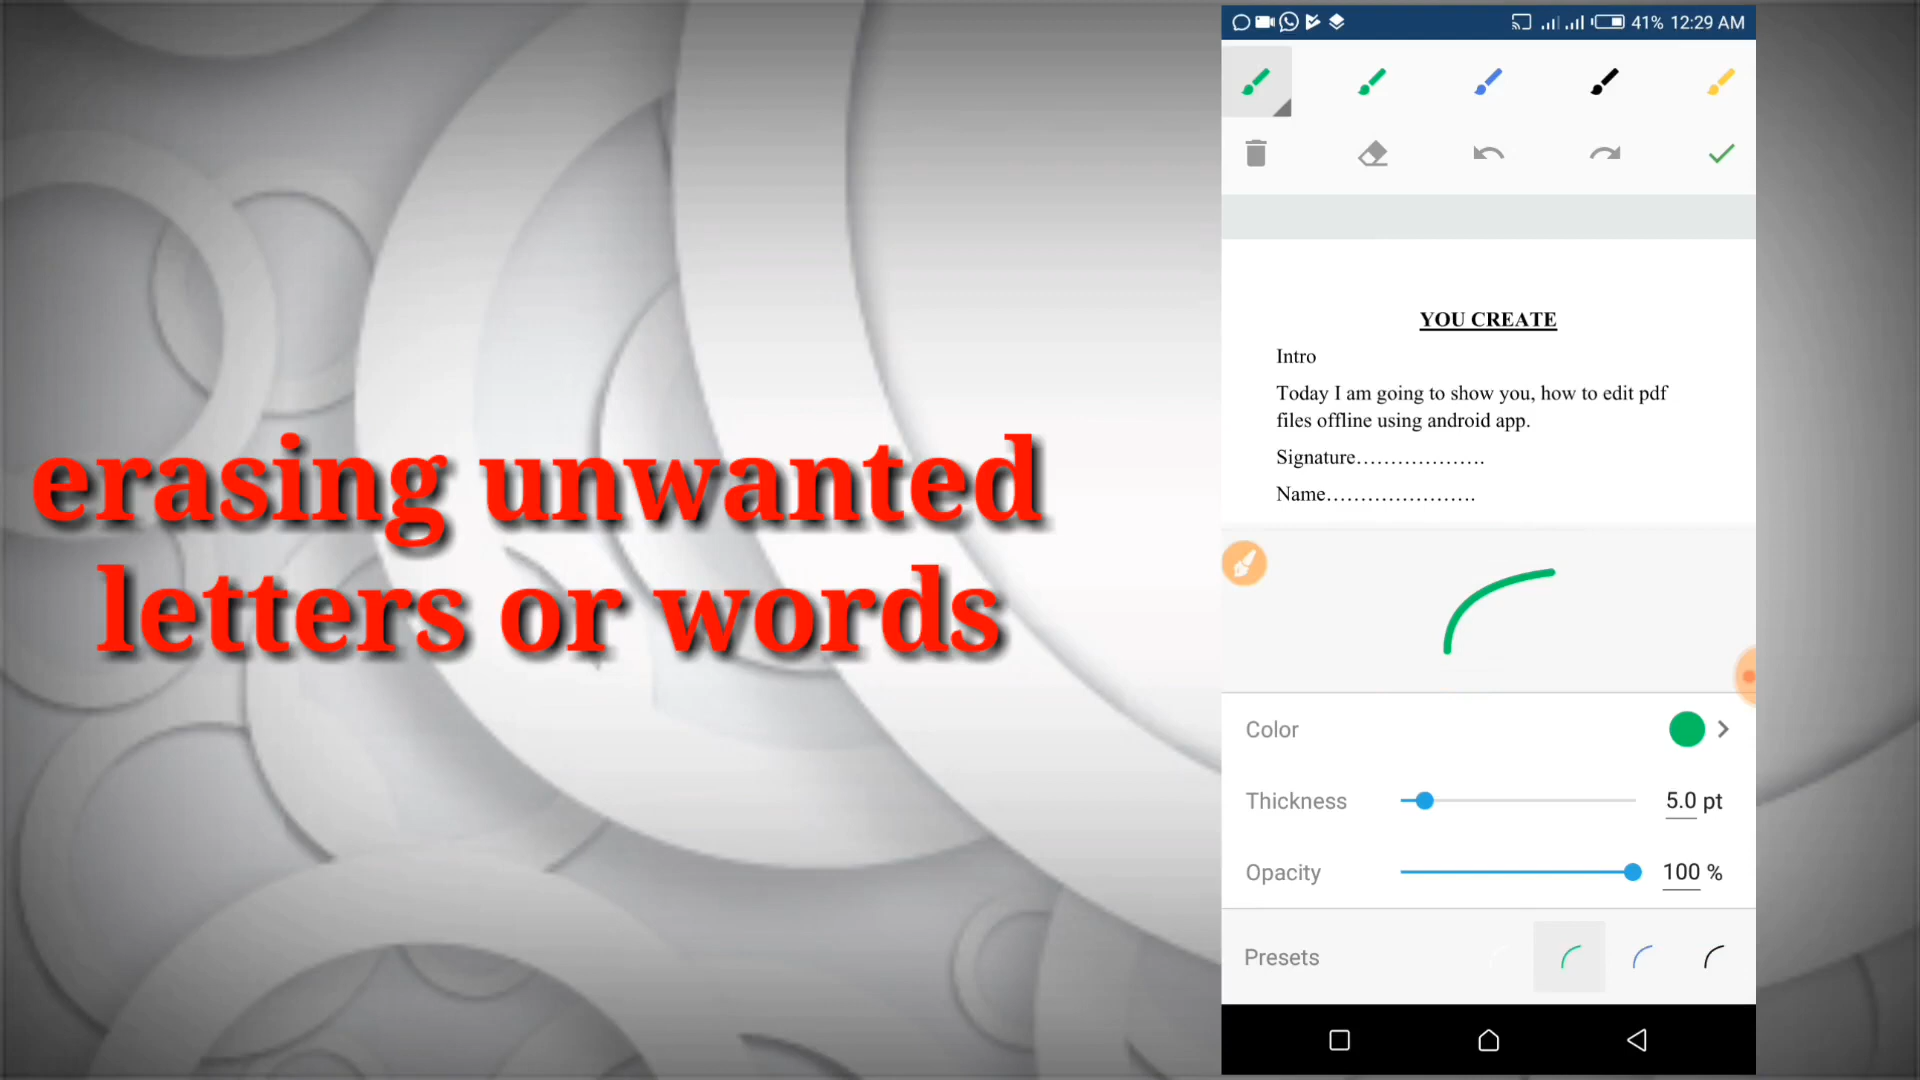 erasing unwanted
letters or words
41% 12:29 AM
YOU CREATE
Intro
Today I am going to show you, how to edit pdf
files offline using android app.
Signature...................
Name......................
Color
Thickness 5.0 pt
Opacity 100 %
Presets